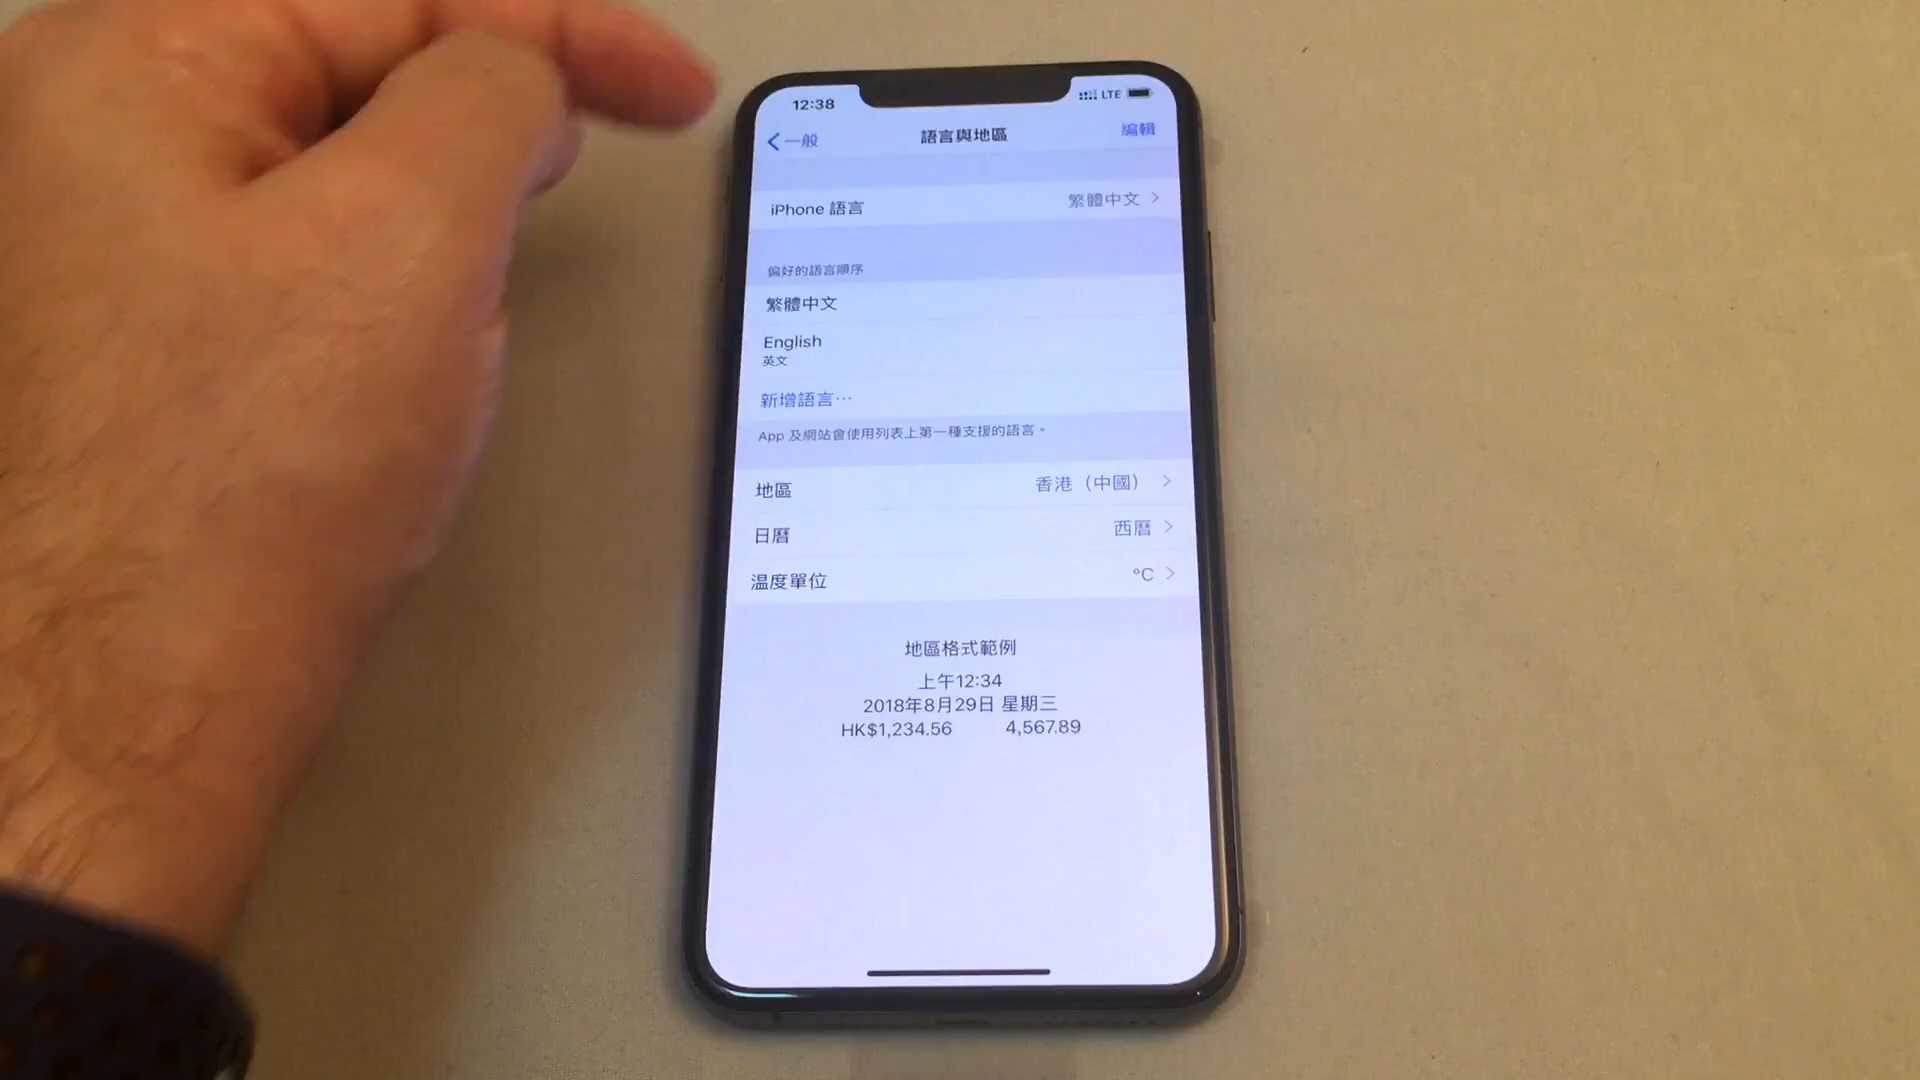 12:38 LTE
一般 語言與地區 編輯
iPhone 語言 繁體中文
偏好的語言順序
繁體中文
English
英文
新增語言⋯
App 及網站會使用列表上第一種支援的語言。
地區 香港（中國）
日曆 西曆
溫度單位 °C
地區格式範例
上午12:34
2018年8月29日 星期三
HK$1,234.56 4,567.89